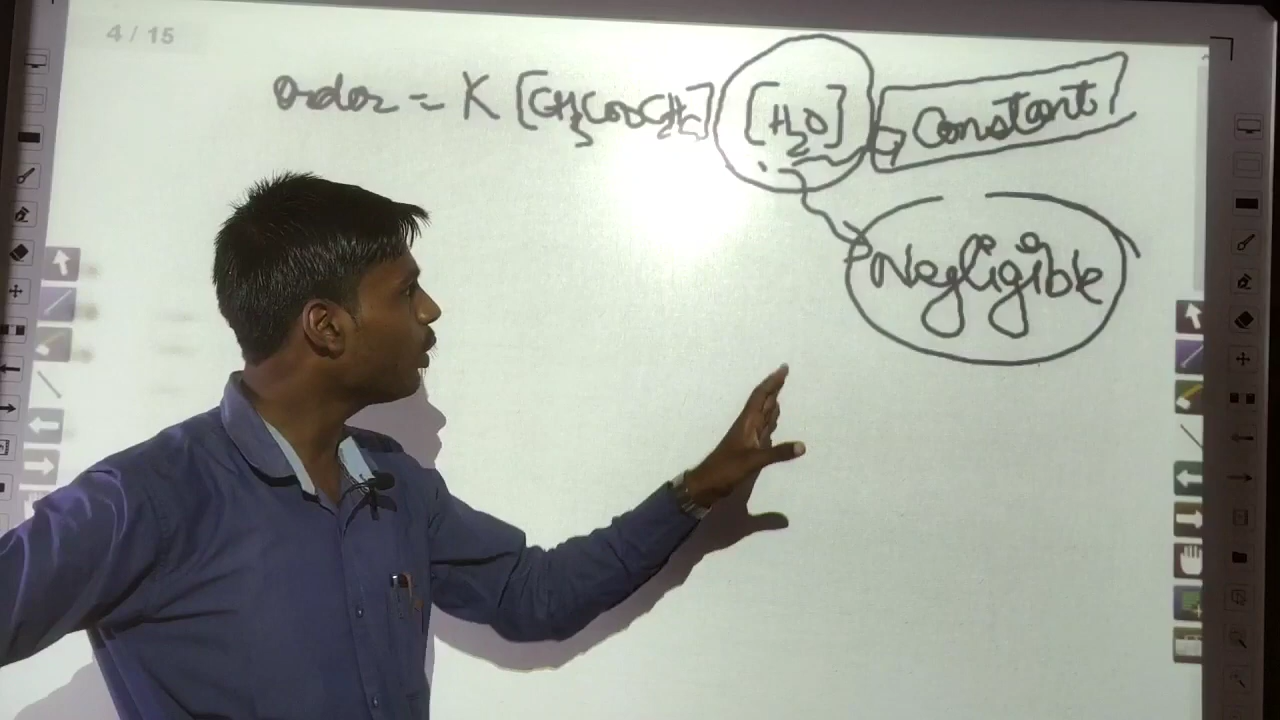 4 / 15
Order = K [CH3COOC2H5] [H2O] → Constant
Negligible